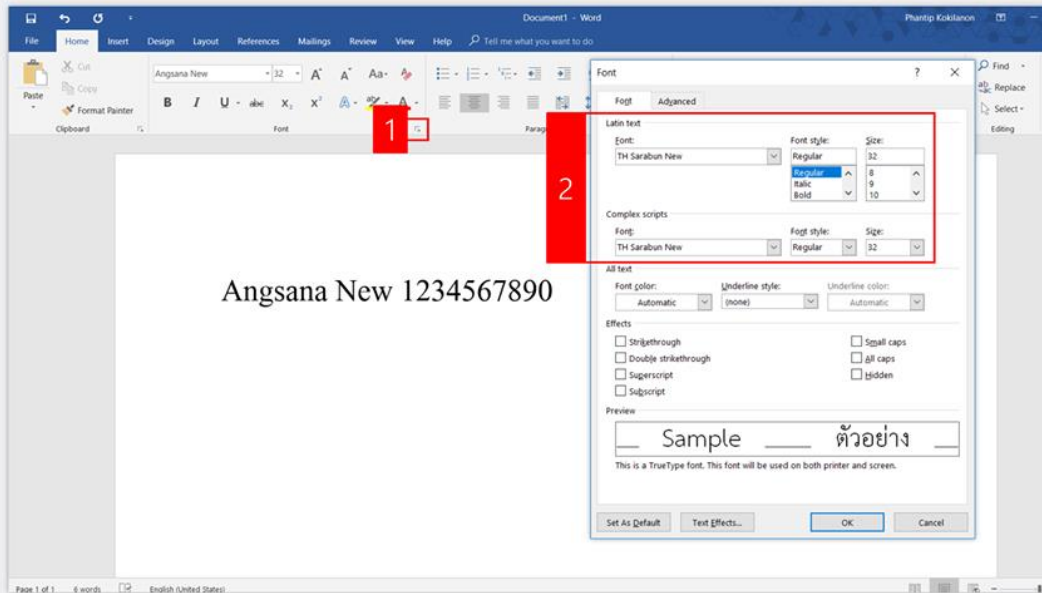 Document1 - Word
Phantip Kokilanon
File Home Insert Design Layout References Mailings Review View Help Tell me what you want to do
Paste
Cut
Copy
Format Painter
Clipboard
Angsana New 32 A A Aa
B I U abc X₂ X² A A
Font
Parag
Find
Replace
Select
Editing
1
2
Angsana New 1234567890
Font ? ×
Font Advanced
Latin text
Font: Font style: Size:
TH Sarabun New Regular 32
Regular 8
Italic 9
Bold 10
Complex scripts
Font: Font style: Size:
TH Sarabun New Regular 32
All text
Font color: Underline style: Underline color:
Automatic (none) Automatic
Effects
Strikethrough Small caps
Double strikethrough All caps
Superscript Hidden
Subscript
Preview
Sample ตัวอย่าง
This is a TrueType font. This font will be used on both printer and screen.
Set As Default Text Effects... OK Cancel
Page 1 of 1 6 words English (United States)